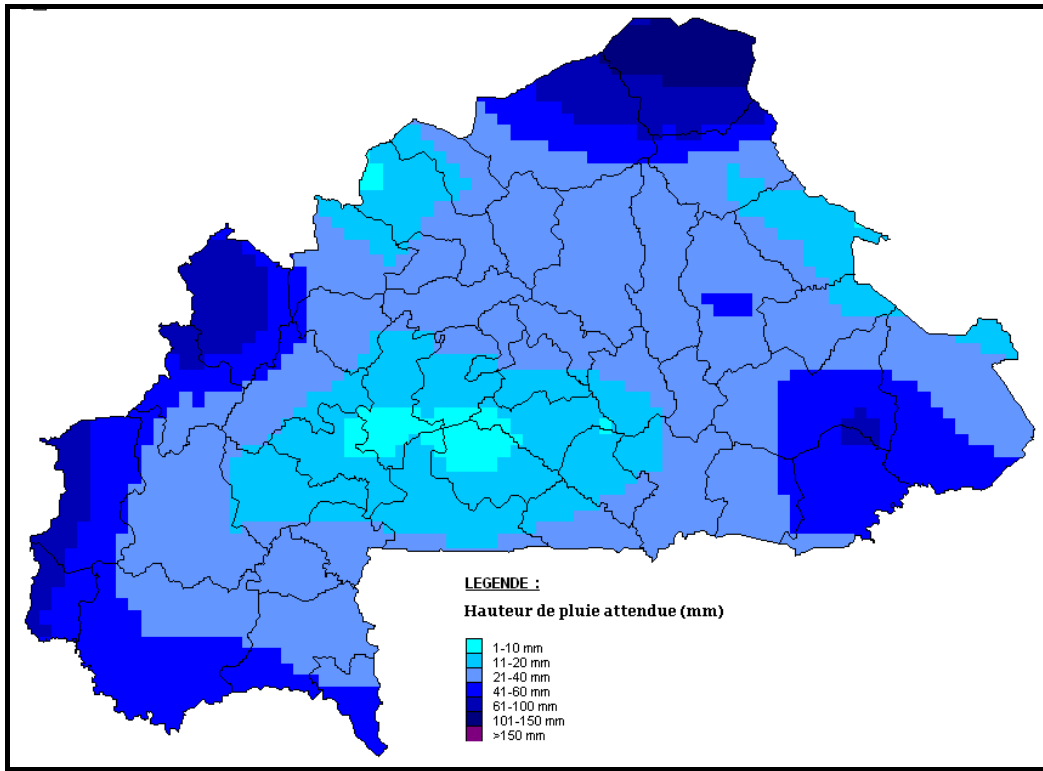 LEGENDE :
Hauteur de pluie attendue (mm)
1-10 mm
11-20 mm
21-40 mm
41-60 mm
61-100 mm
101-150 mm
>150 mm